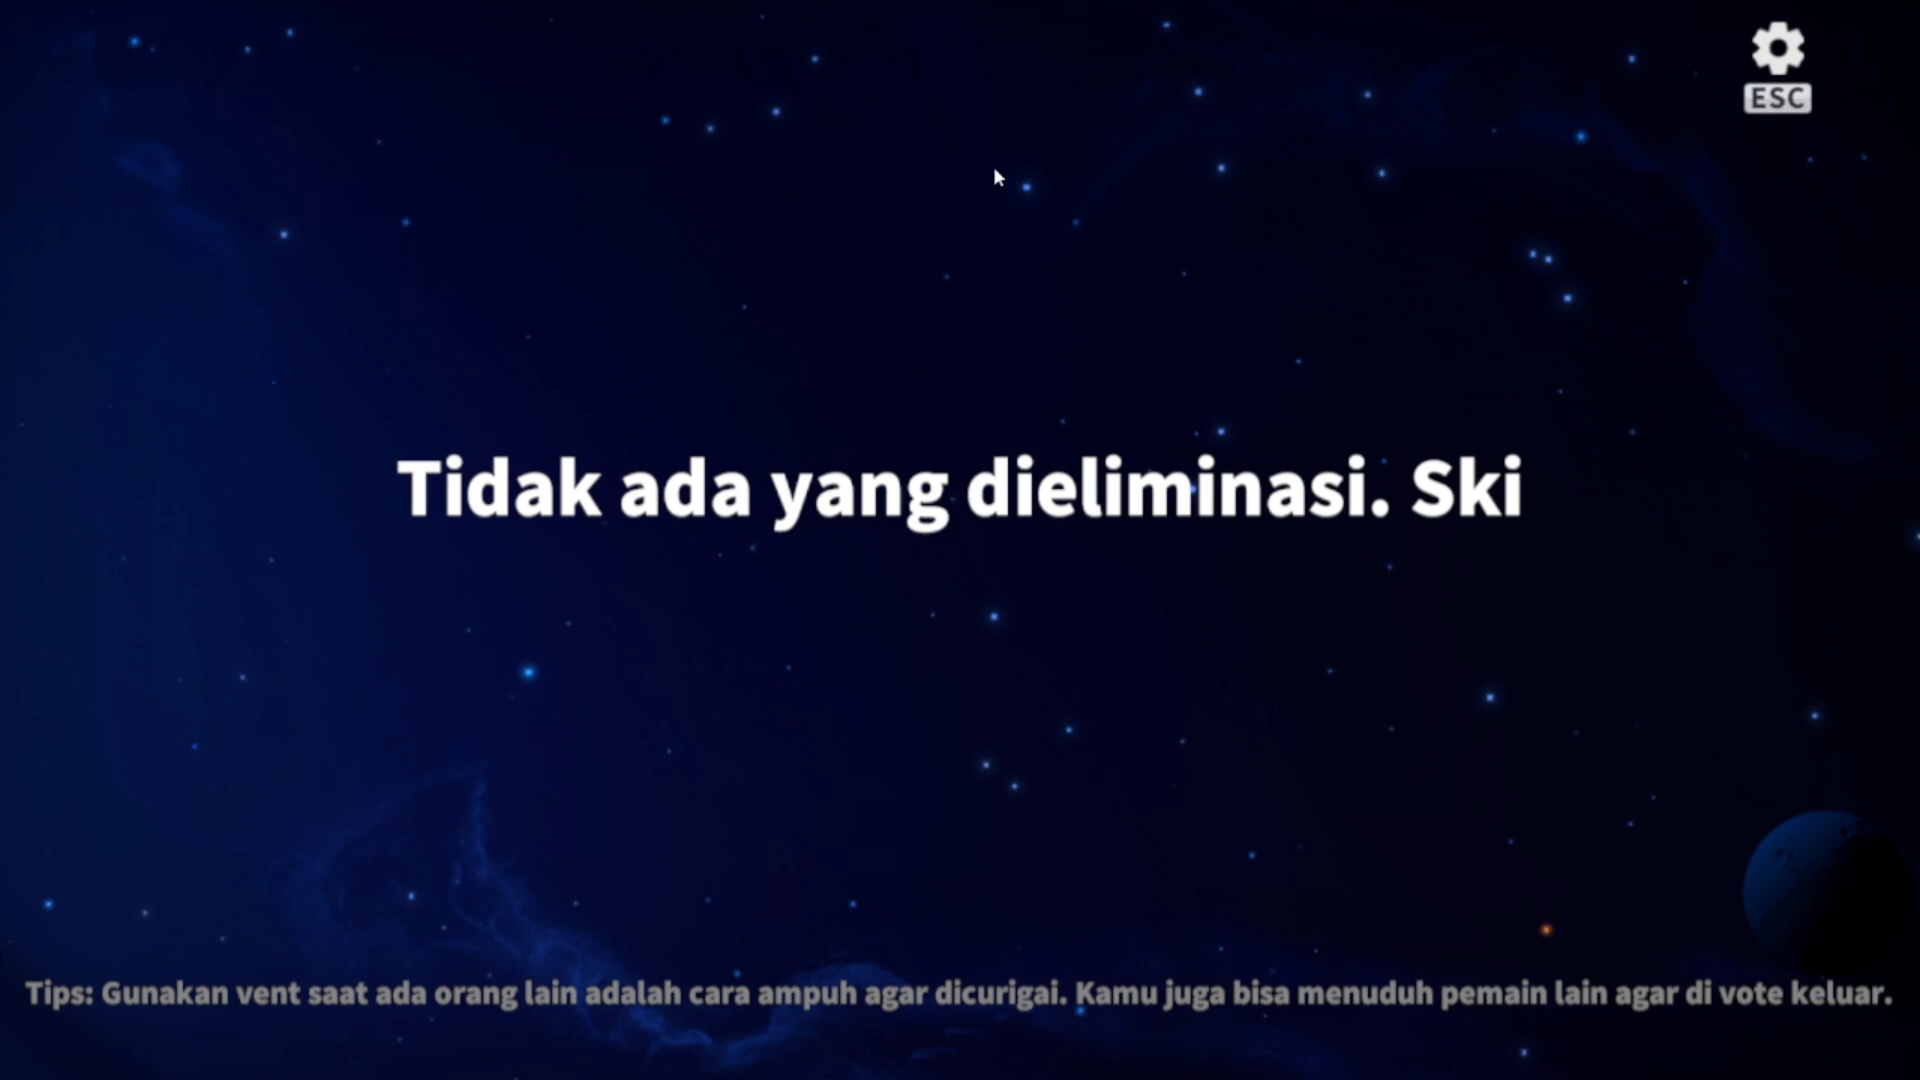 ESC
Tidak ada yang dieliminasi. Ski
Tips: Gunakan vent saat ada orang lain adalah cara ampuh agar dicurigai. Kamu juga bisa menuduh pemain lain agar di vote keluar.